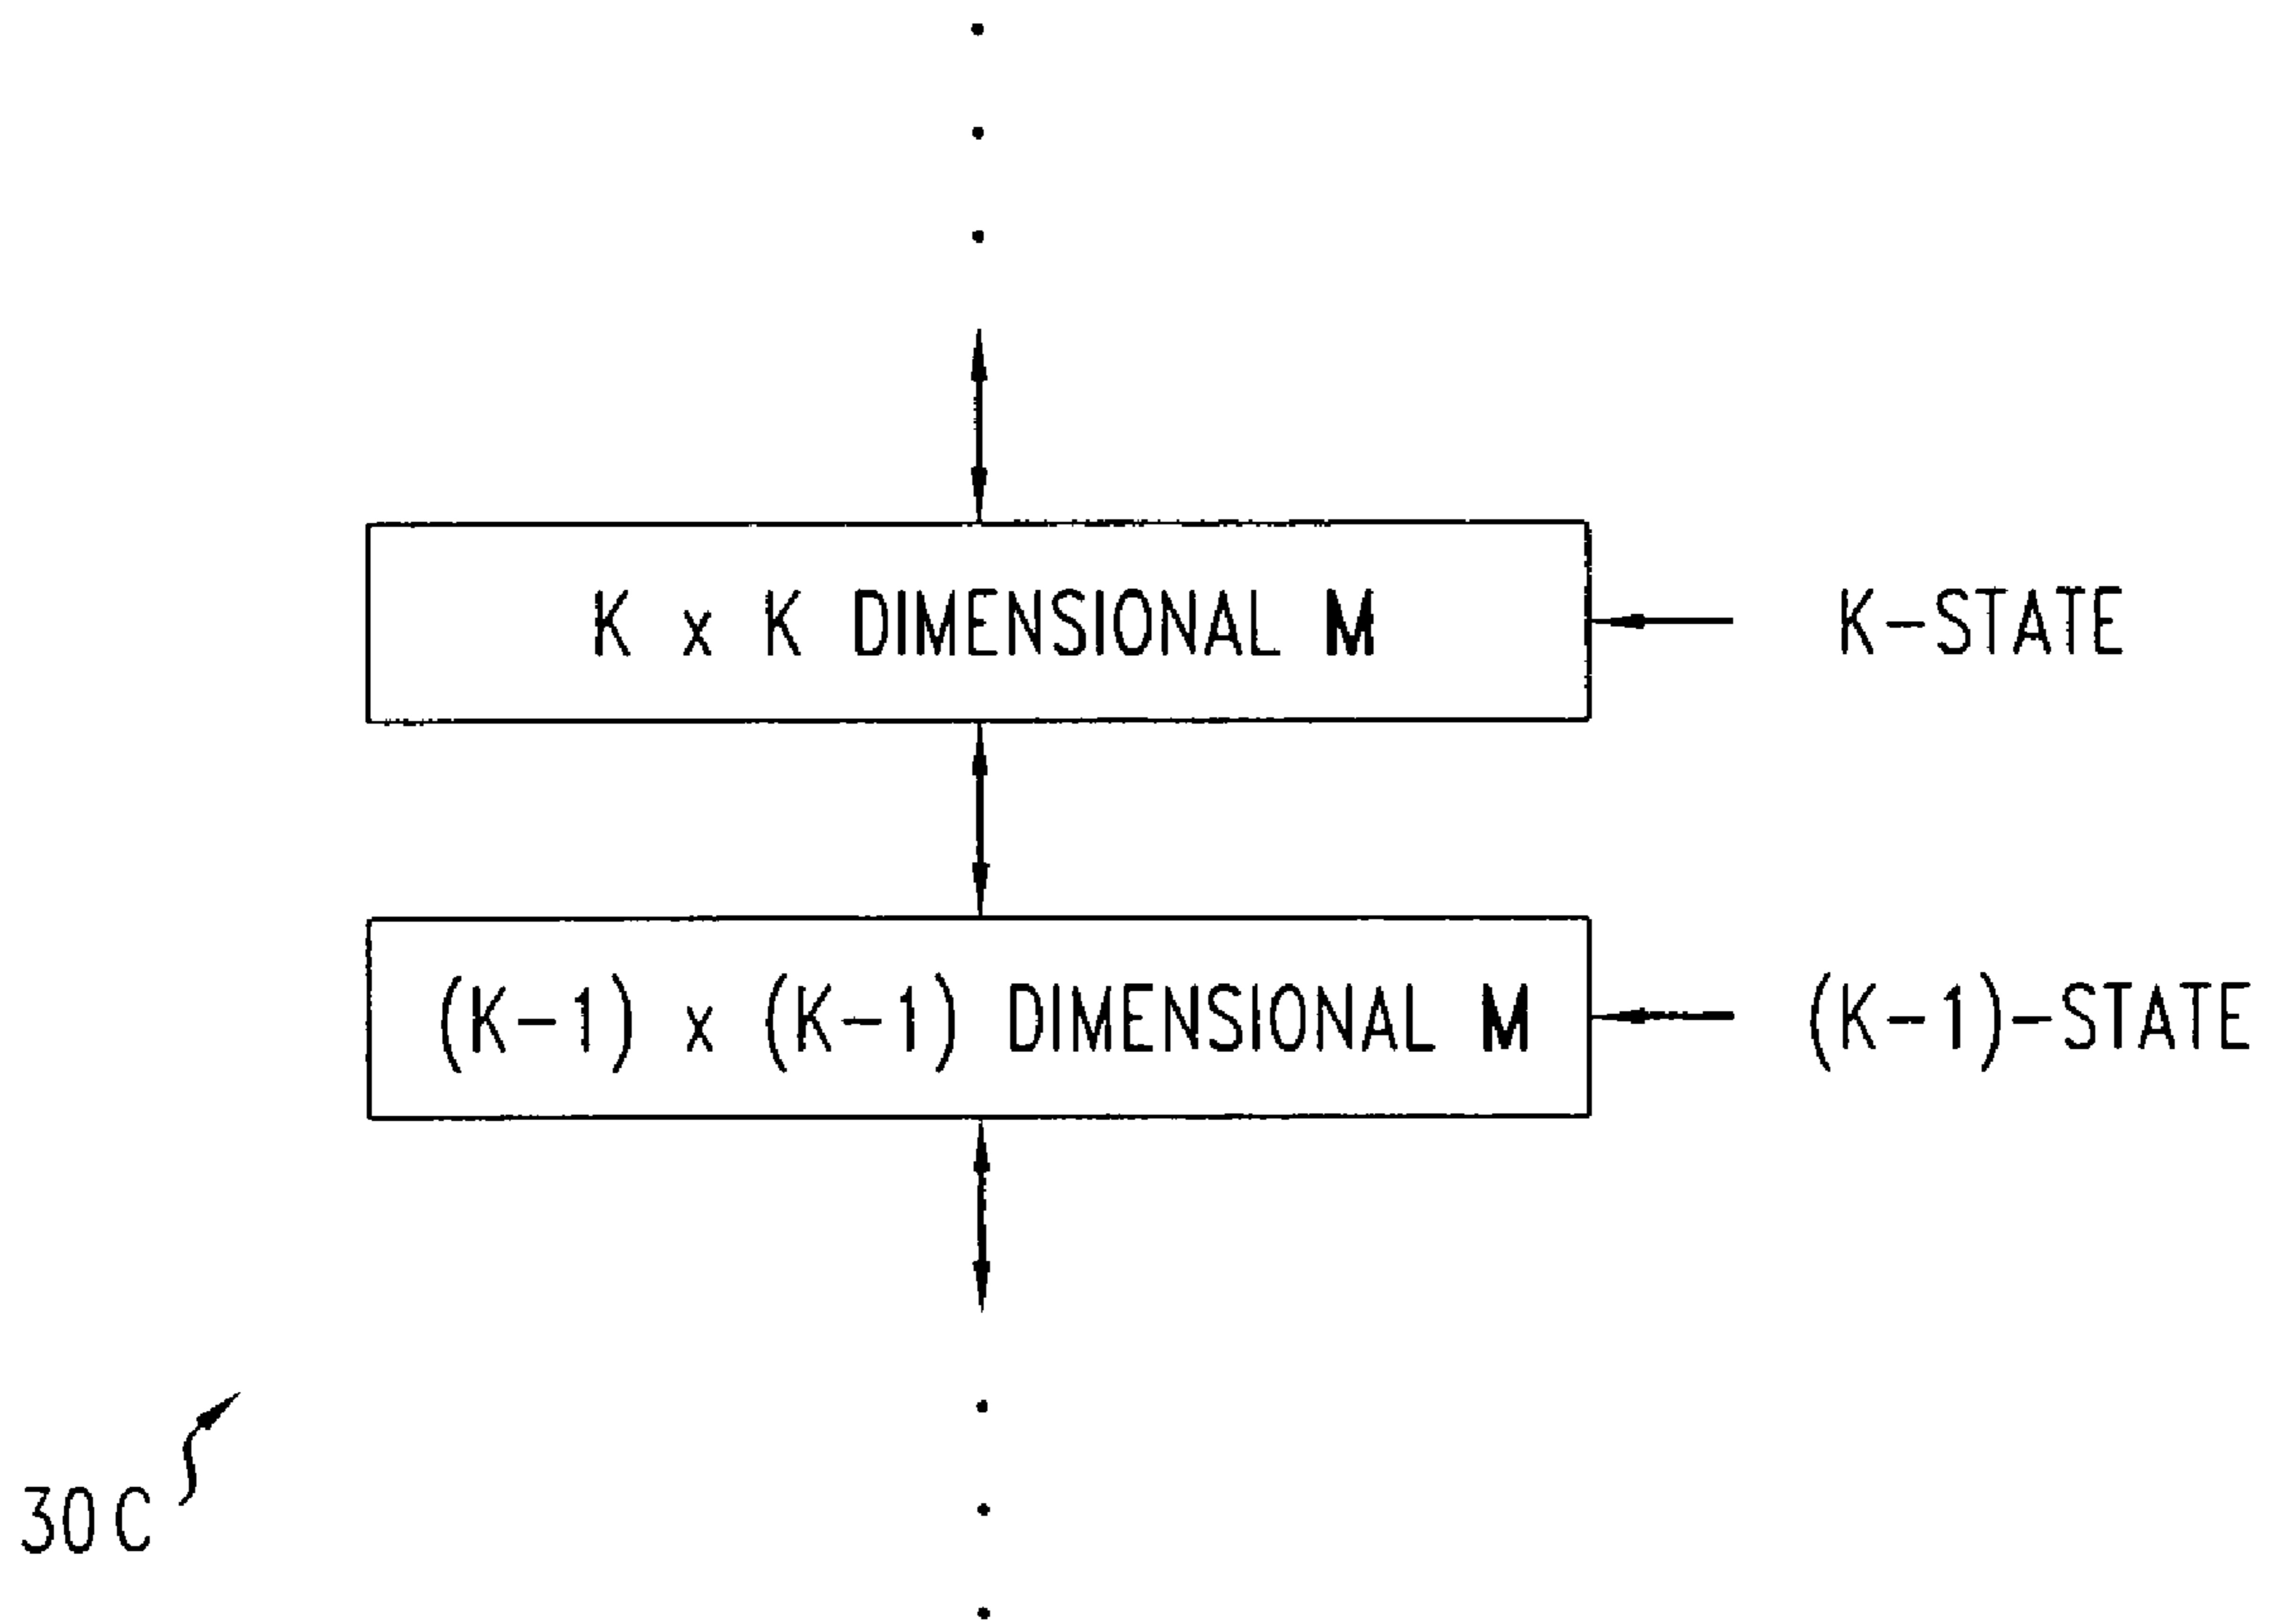 K x K DIMENSIONAL M
K-STATE
(K-1) x (K-1) DIMENSIONAL M
(K-1)-STATE
30C